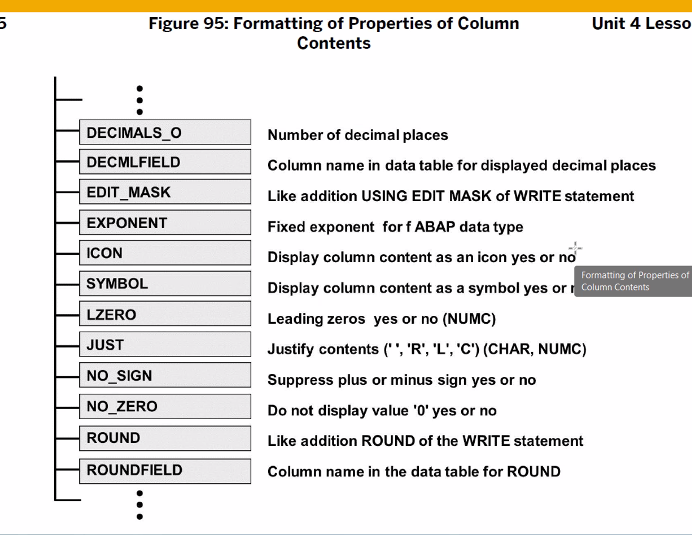 5
Figure 95: Formatting of Properties of Column
Contents
Unit 4 Lesso
DECIMALS_O Number of decimal places
DECMLFIELD Column name in data table for displayed decimal places
EDIT_MASK Like addition USING EDIT MASK of WRITE statement
EXPONENT Fixed exponent for f ABAP data type
ICON Display column content as an icon yes or no
SYMBOL Display column content as a symbol yes or
Formatting of Properties of
Column Contents
LZERO Leading zeros yes or no (NUMC)
JUST Justify contents (' ', 'R', 'L', 'C') (CHAR, NUMC)
NO_SIGN Suppress plus or minus sign yes or no
NO_ZERO Do not display value '0' yes or no
ROUND Like addition ROUND of the WRITE statement
ROUNDFIELD Column name in the data table for ROUND